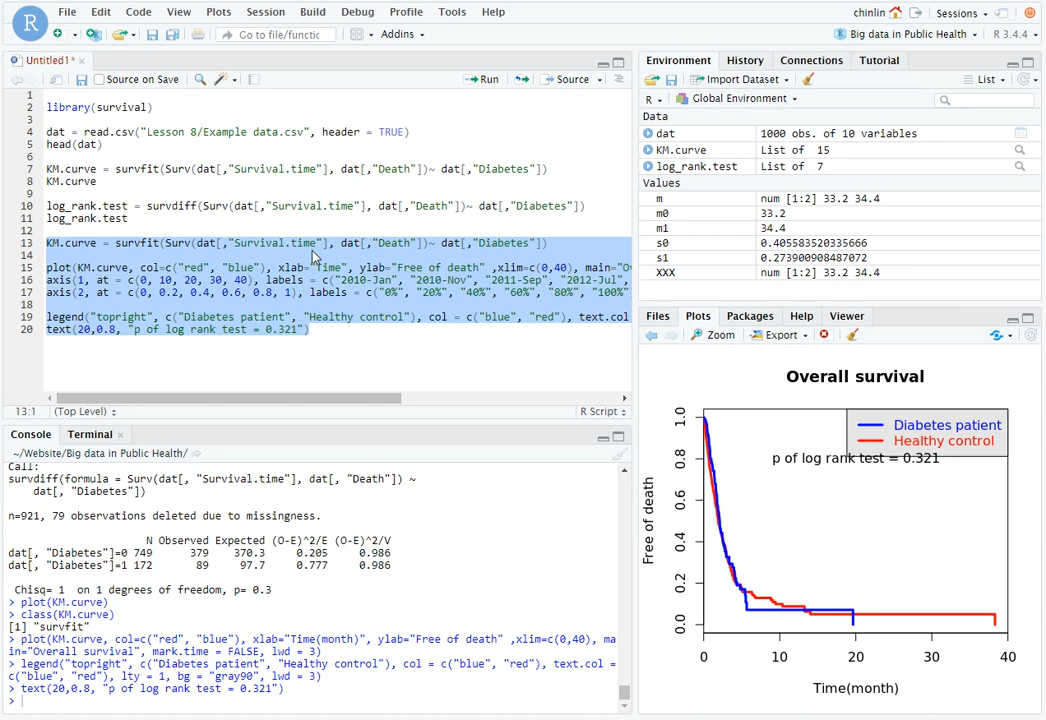 File Edit Code View Plots Session Build Debug Profile Tools Help
chinlin Sessions
R
Go to file/functic Addins
Big data in Public Health R 3.4.4
Untitled1*
Source on Save Run Source
1
2 library(survival)
3
4 dat = read.csv("Lesson 8/Example data.csv", header = TRUE)
5 head(dat)
6
7 KM.curve = survfit(Surv(dat[,"Survival.time"], dat[,"Death"])~ dat[,"Diabetes"])
8 KM.curve
9
10 log_rank.test = survdiff(Surv(dat[,"Survival.time"], dat[,"Death"])~ dat[,"Diabetes"])
11 log_rank.test
12
13 KM.curve = survfit(Surv(dat[,"Survival.time"], dat[,"Death"])~ dat[,"Diabetes"])
14
15 plot(KM.curve, col=c("red", "blue"), xlab="Time", ylab="Free of death" ,xlim=c(0,40), main="Ov
16 axis(1, at = c(0, 10, 20, 30, 40), labels = c("2010-Jan", "2010-Nov", "2011-Sep", "2012-Jul",
17 axis(2, at = c(0, 0.2, 0.4, 0.6, 0.8, 1), labels = c("0%", "20%", "40%", "60%", "80%", "100%"
18
19 legend("topright", c("Diabetes patient", "Healthy control"), col = c("blue", "red"), text.col
20 text(20,0.8, "p of log rank test = 0.321")
13:1 (Top Level) R Script
Console Terminal
~/Website/Big data in Public Health/
Call:
survdiff(formula = Surv(dat[, "Survival.time"], dat[, "Death"]) ~
dat[, "Diabetes"])
n=921, 79 observations deleted due to missingness.
N Observed Expected (O-E)^2/E (O-E)^2/V
dat[, "Diabetes"]=0 749 379 370.3 0.205 0.986
dat[, "Diabetes"]=1 172 89 97.7 0.777 0.986
Chisq= 1 on 1 degrees of freedom, p= 0.3
> plot(KM.curve)
> class(KM.curve)
[1] "survfit"
> plot(KM.curve, col=c("red", "blue"), xlab="Time(month)", ylab="Free of death" ,xlim=c(0,40), ma
in="Overall survival", mark.time = FALSE, lwd = 3)
> legend("topright", c("Diabetes patient", "Healthy control"), col = c("blue", "red"), text.col =
c("blue", "red"), lty = 1, bg = "gray90", lwd = 3)
> text(20,0.8, "p of log rank test = 0.321")
>
Environment History Connections Tutorial
Import Dataset List
R Global Environment
Data
dat 1000 obs. of 10 variables
KM.curve List of 15
log_rank.test List of 7
Values
m num [1:2] 33.2 34.4
m0 33.2
m1 34.4
s0 0.405583520335666
s1 0.273900908487072
XXX num [1:2] 33.2 34.4
Files Plots Packages Help Viewer
Zoom Export
Overall survival
Diabetes patient
Healthy control
p of log rank test = 0.321
Free of death
1.0
0.8
0.6
0.4
0.2
0.0
0 10 20 30 40
Time(month)